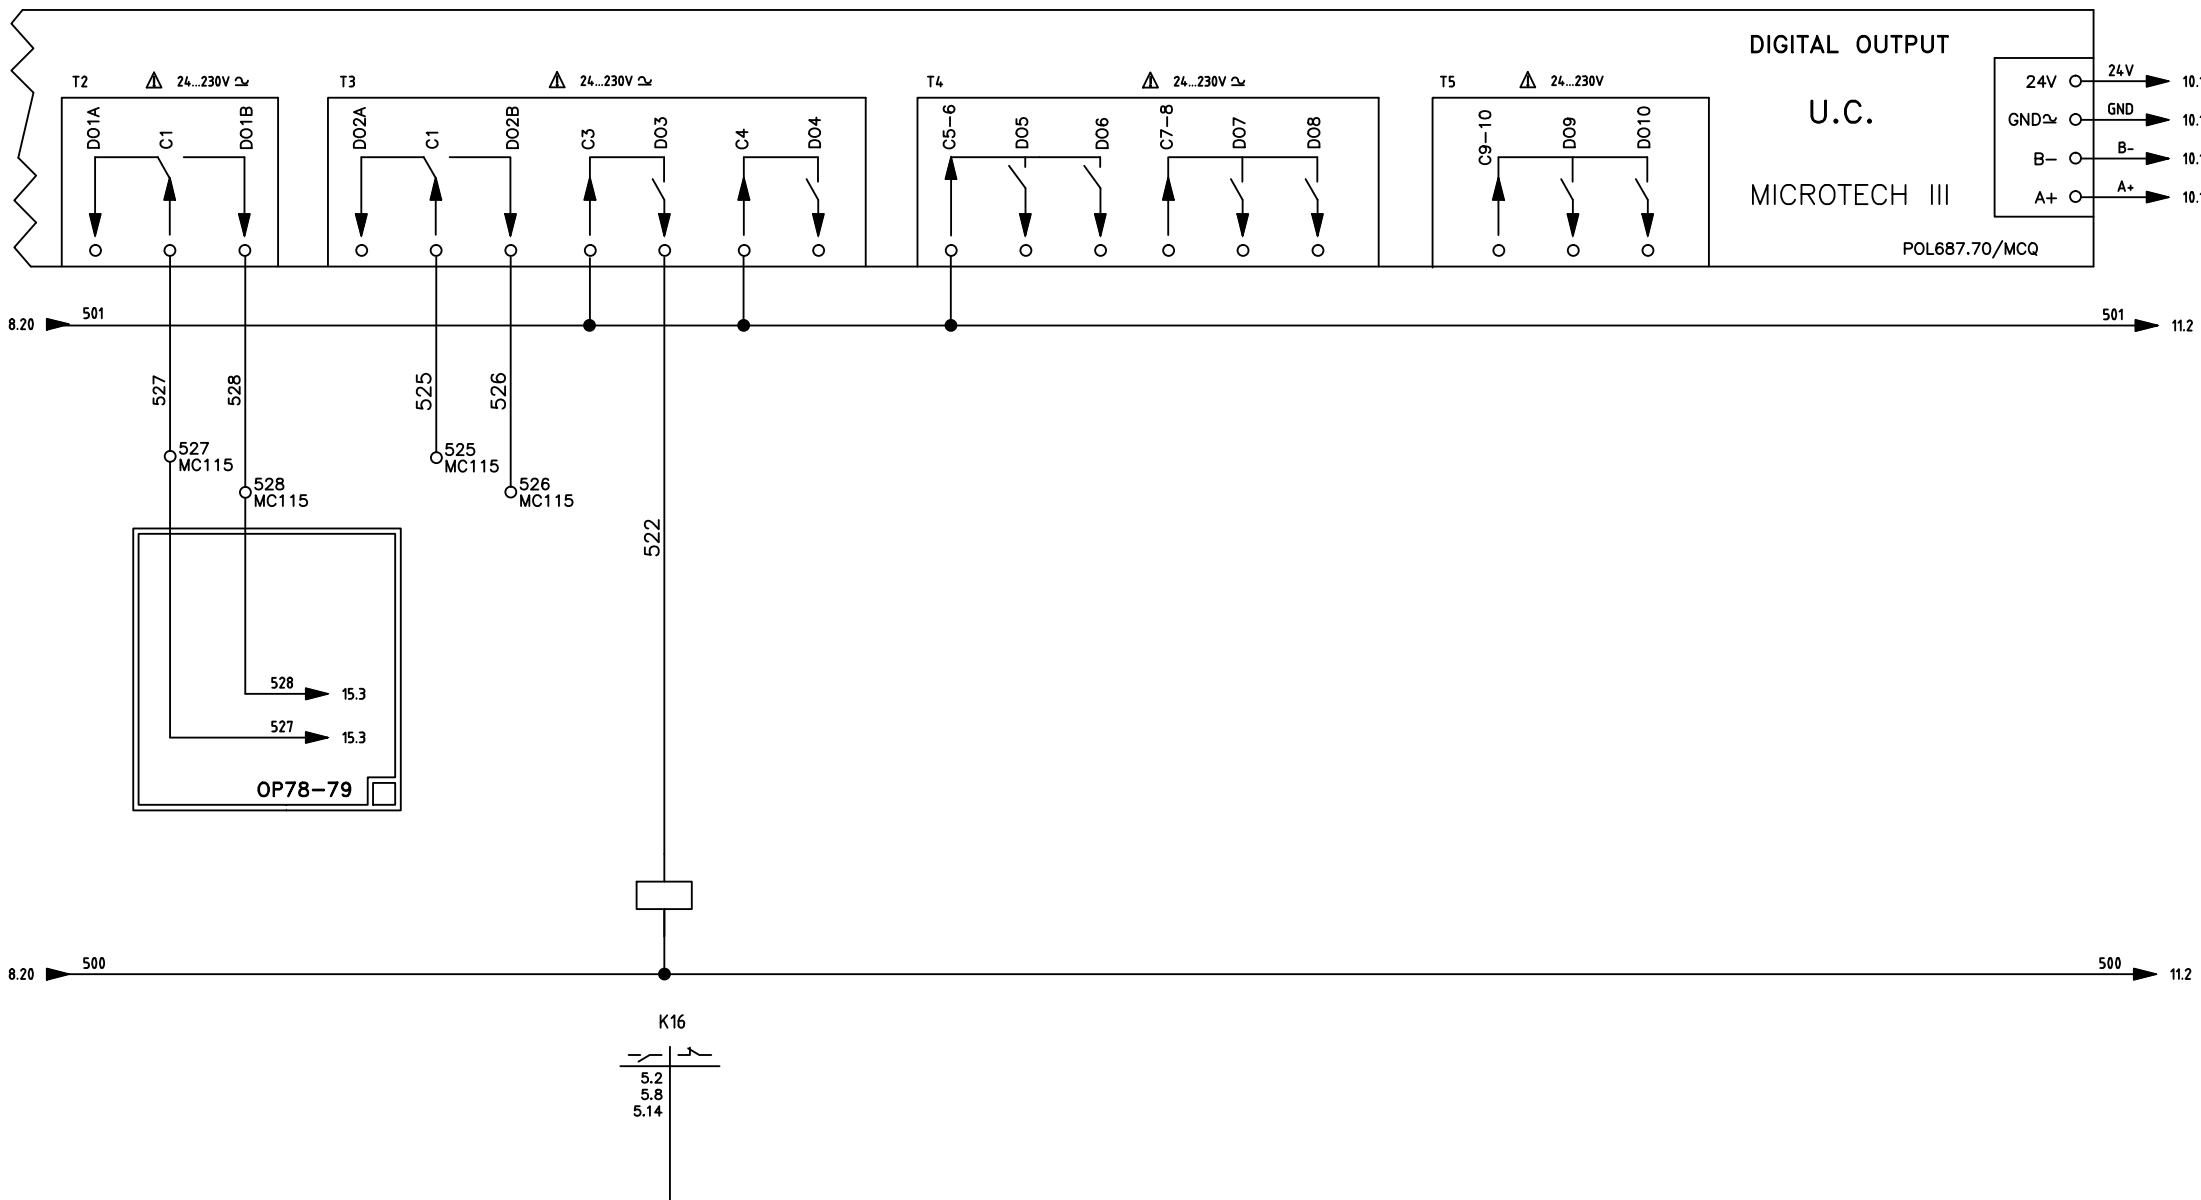 DIGITAL OUTPUT
U.C.
MICROTECH III
POL687.70/MCQ
T2 24...230V
DO1A C1 DO1B
T3 24...230V
DO2A C1 DO2B C3 DO3 C4 DO4
T4 24...230V
C5-6 DO5 DO6 C7-8 DO7 DO8
T5 24...230V
C9-10 DO9 DO10
24V 24V
GND GND
B- B-
A+ A+
8.20 501 501 11.2
527 528 525 526
527
MC115
528
MC115
525
MC115
526
MC115
522
528 15.3
527 15.3
OP78-79
8.20 500 500 11.2
K16
5.2
5.8
5.14